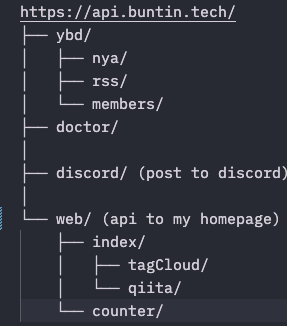 https://api.buntin.tech/
├── ybd/
│   ├── nya/
│   ├── rss/
│   └── members/
├── doctor/
│
├── discord/ (post to discord)
│
└── web/ (api to my homepage)
    ├── index/
    │   ├── tagCloud/
    │   └── qiita/
    └── counter/